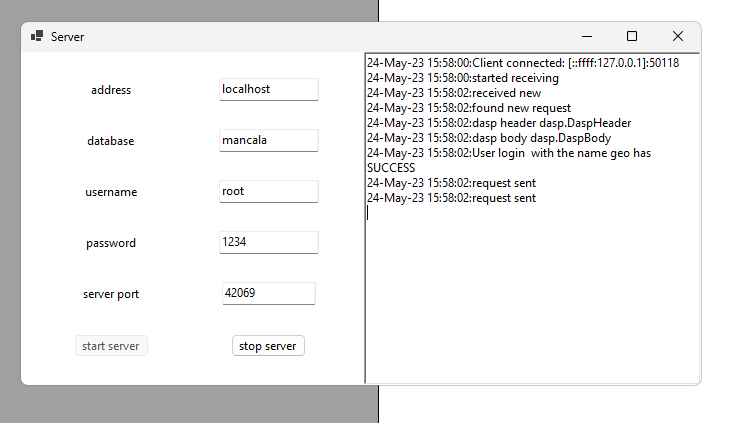 Server
address localhost
database mancala
username root
password 1234
server port 42069
start server stop server
24-May-23 15:58:00:Client connected: [::ffff:127.0.0.1]:50118
24-May-23 15:58:00:started receiving
24-May-23 15:58:02:received new
24-May-23 15:58:02:found new request
24-May-23 15:58:02:dasp header dasp.DaspHeader
24-May-23 15:58:02:dasp body dasp.DaspBody
24-May-23 15:58:02:User login  with the name geo has
SUCCESS
24-May-23 15:58:02:request sent
24-May-23 15:58:02:request sent